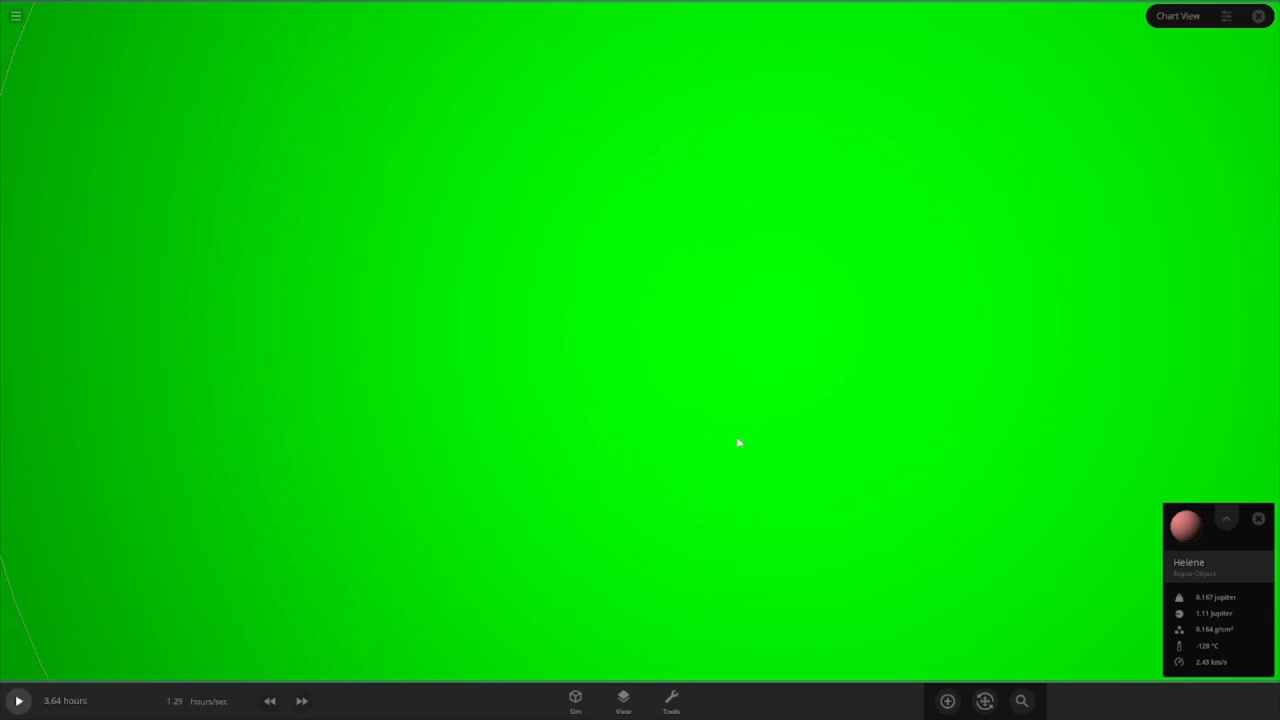 Chart View
Helene
Rogue Object
0.167 jupiter
1.11 jupiter
0.164 g/cm³
-128 °C
2.43 km/s
3.64 hours
1.29 hours/sec
Sim
View
Tools